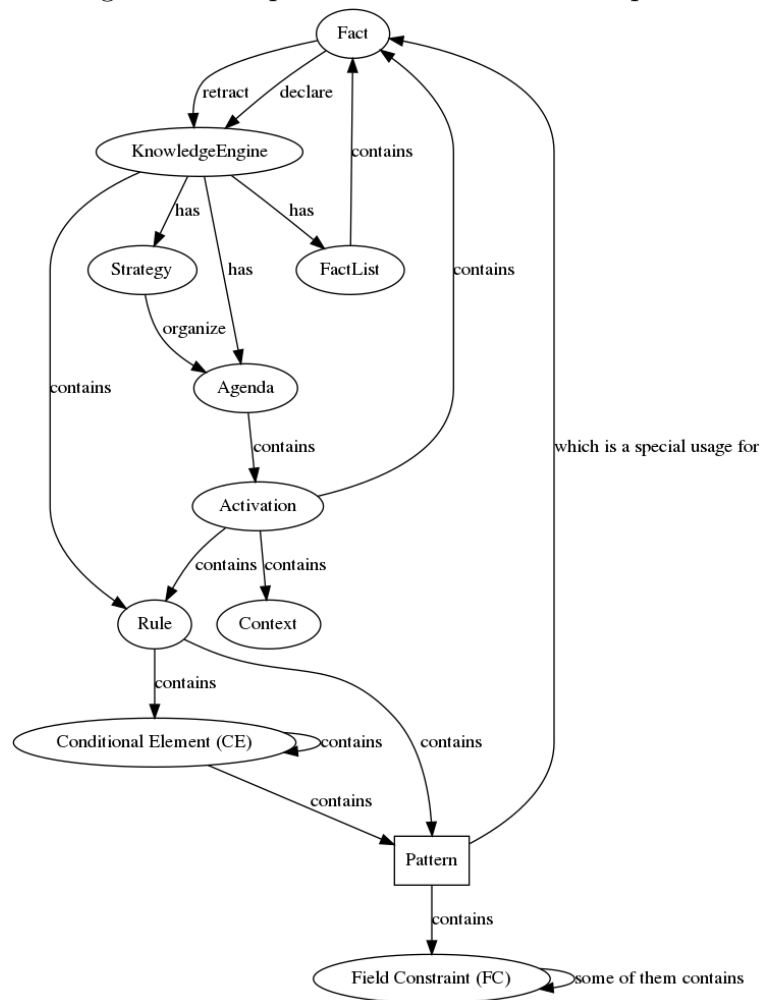 Fact
retract
declare
KnowledgeEngine
contains
has
has
Strategy
has
FactList
contains
organize
contains
Agenda
contains
which is a special usage for
Activation
contains
contains
Rule
Context
contains
Conditional Element (CE)
contains
contains
contains
Pattern
contains
Field Constraint (FC)
some of them contains